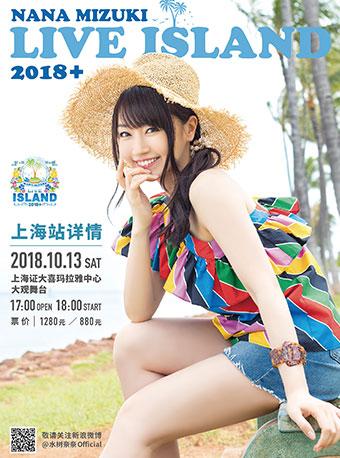 NANA MIZUKI
LIVE ISLAND
2018+
LIVE
ISLAND
2018+
上海站详情
2018.10.13 SAT
上海证大喜玛拉雅中心
大观舞台
17:00 OPEN 18:00 START
票价 | 1280元 / 880元
敬请关注新浪微博
@水树奈奈Official